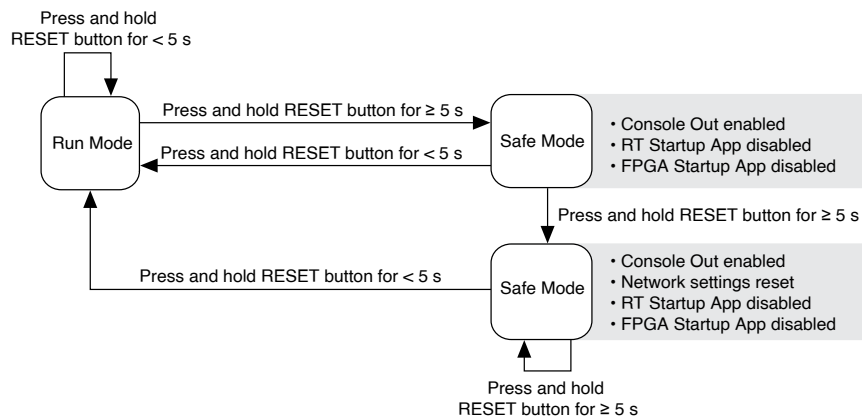 Press and hold
RESET button for < 5 s
Press and hold RESET button for ≥ 5 s
Run Mode
Safe Mode
Press and hold RESET button for < 5 s
• Console Out enabled
• RT Startup App disabled
• FPGA Startup App disabled
Press and hold RESET button for ≥ 5 s
Press and hold RESET button for < 5 s
Safe Mode
• Console Out enabled
• Network settings reset
• RT Startup App disabled
• FPGA Startup App disabled
Press and hold
RESET button for ≥ 5 s